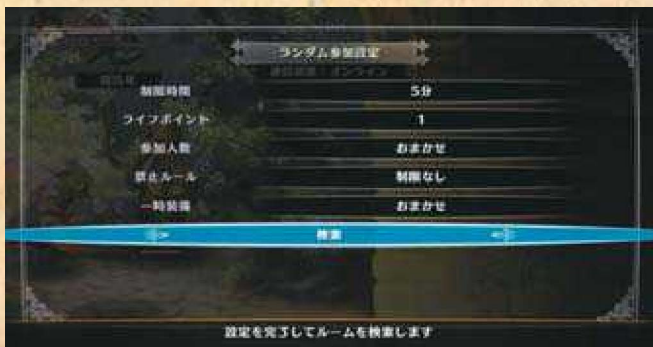 ランダム参加設定
制限時間 5分
ライフポイント 1
参加人数 おまかせ
禁止ルール 制限なし
一時装備 おまかせ
検索
設定を完了してルームを検索します